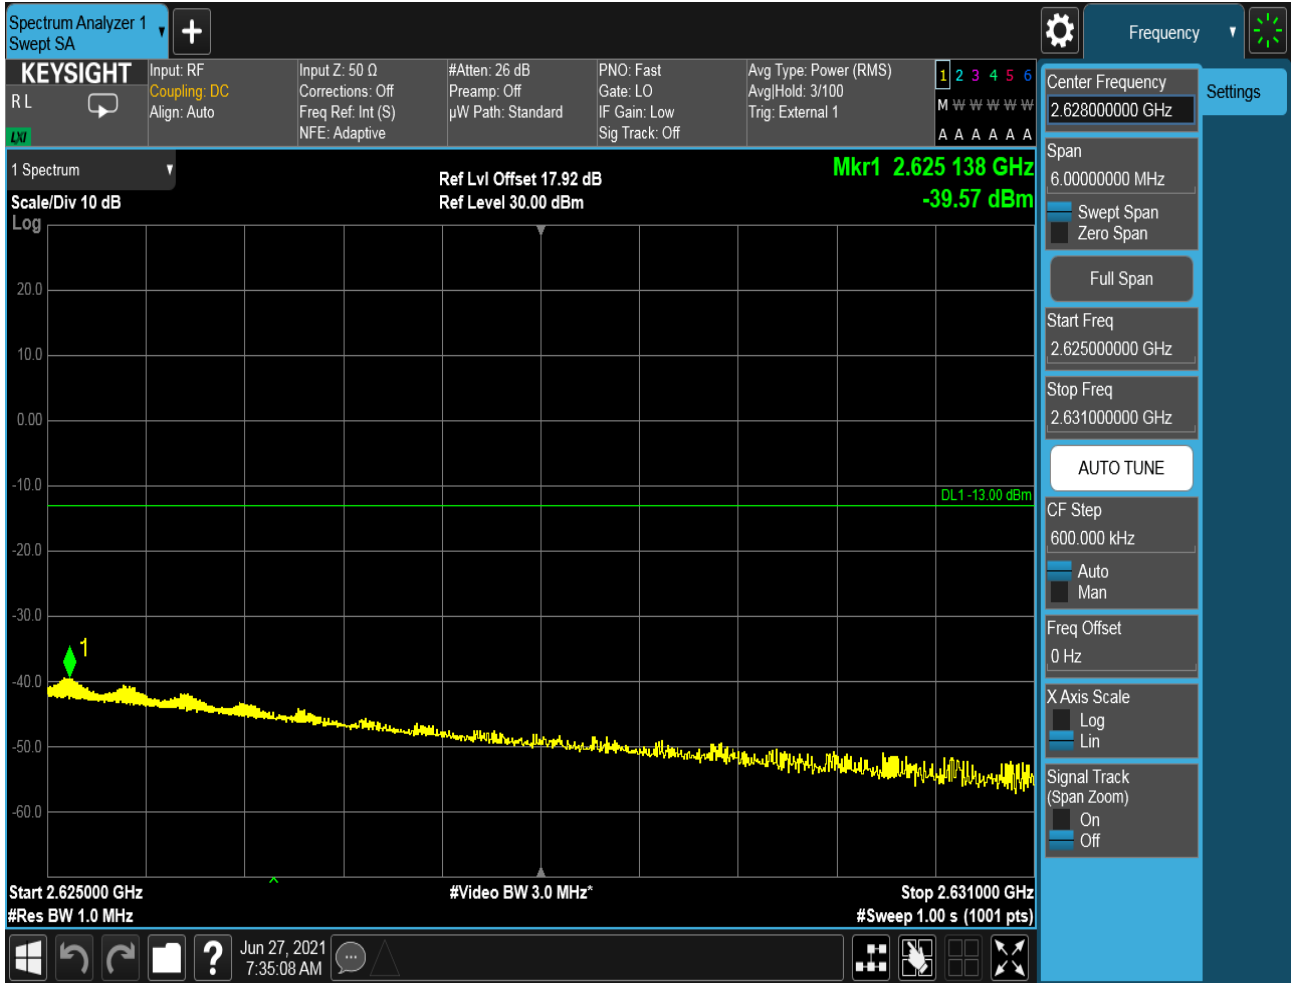 Spectrum Analyzer 1
Swept SA
Frequency
KEYSIGHT
R L
LXI
Input: RF
Coupling: DC
Align: Auto
Input Z: 50 Ω
Corrections: Off
Freq Ref: Int (S)
NFE: Adaptive
#Atten: 26 dB
Preamp: Off
µW Path: Standard
PNO: Fast
Gate: LO
IF Gain: Low
Sig Track: Off
Avg Type: Power (RMS)
Avg|Hold: 3/100
Trig: External 1
1 2 3 4 5 6
M W W W W W
A A A A A A
1 Spectrum
Scale/Div 10 dB
Log
Ref Lvl Offset 17.92 dB
Ref Level 30.00 dBm
Mkr1 2.625 138 GHz
-39.57 dBm
20.0
10.0
0.00
-10.0
DL1 -13.00 dBm
-20.0
-30.0
1
-40.0
-50.0
-60.0
Start 2.625000 GHz
#Video BW 3.0 MHz*
Stop 2.631000 GHz
#Res BW 1.0 MHz
#Sweep 1.00 s (1001 pts)
?
Jun 27, 2021
7:35:08 AM
Center Frequency
2.628000000 GHz
Settings
Span
6.00000000 MHz
Swept Span
Zero Span
Full Span
Start Freq
2.625000000 GHz
Stop Freq
2.631000000 GHz
AUTO TUNE
CF Step
600.000 kHz
Auto
Man
Freq Offset
0 Hz
X Axis Scale
Log
Lin
Signal Track
(Span Zoom)
On
Off